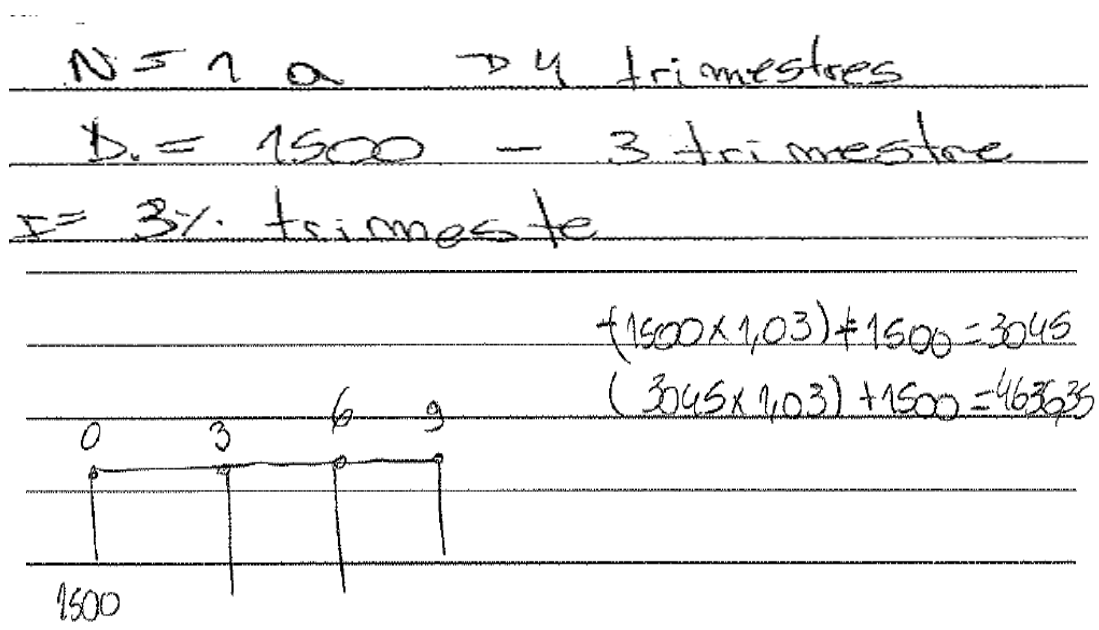 N = 1 a → 4 trimestres
D. = 1500 - 3 trimestre
I = 3% trimeste
(1500 x 1,03) + 1500 = 3045
( 3045 x 1,03) + 1500 = 4636,35
0 3 6 9
1500